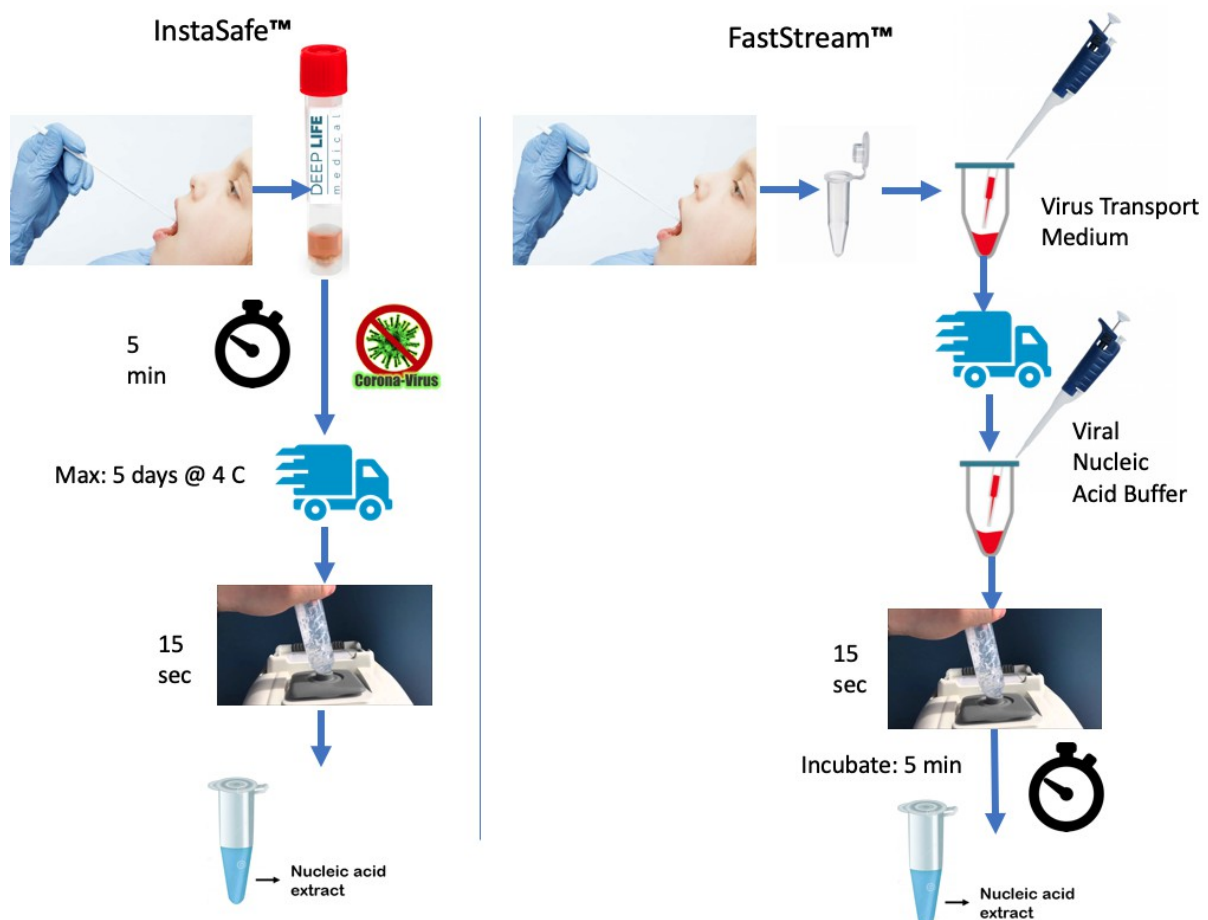 InstaSafe™
DEEP LIFE
medical
5
min
Corona-Virus
Max: 5 days @ 4 C
15
sec
Nucleic acid
extract
FastStream™
Virus Transport
Medium
Viral
Nucleic
Acid Buffer
15
sec
Incubate: 5 min
Nucleic acid
extract